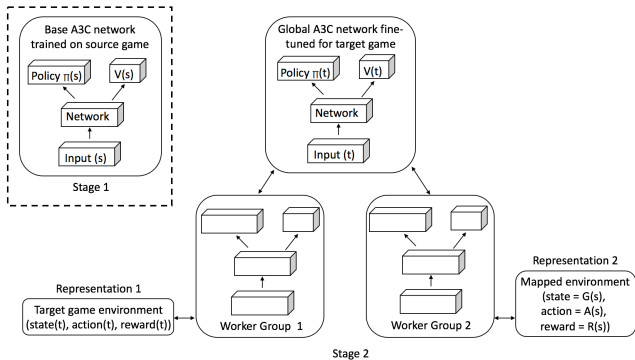 Base A3C network
trained on source game
Policy π(s)
V(s)
Network
Input (s)
Stage 1
Global A3C network fine-
tuned for target game
Policy π(t)
V(t)
Network
Input (t)
Representation 1
Target game environment
(state(t), action(t), reward(t))
Worker Group 1
Worker Group 2
Representation 2
Mapped environment
(state = G(s),
action = A(s),
reward = R(s))
Stage 2